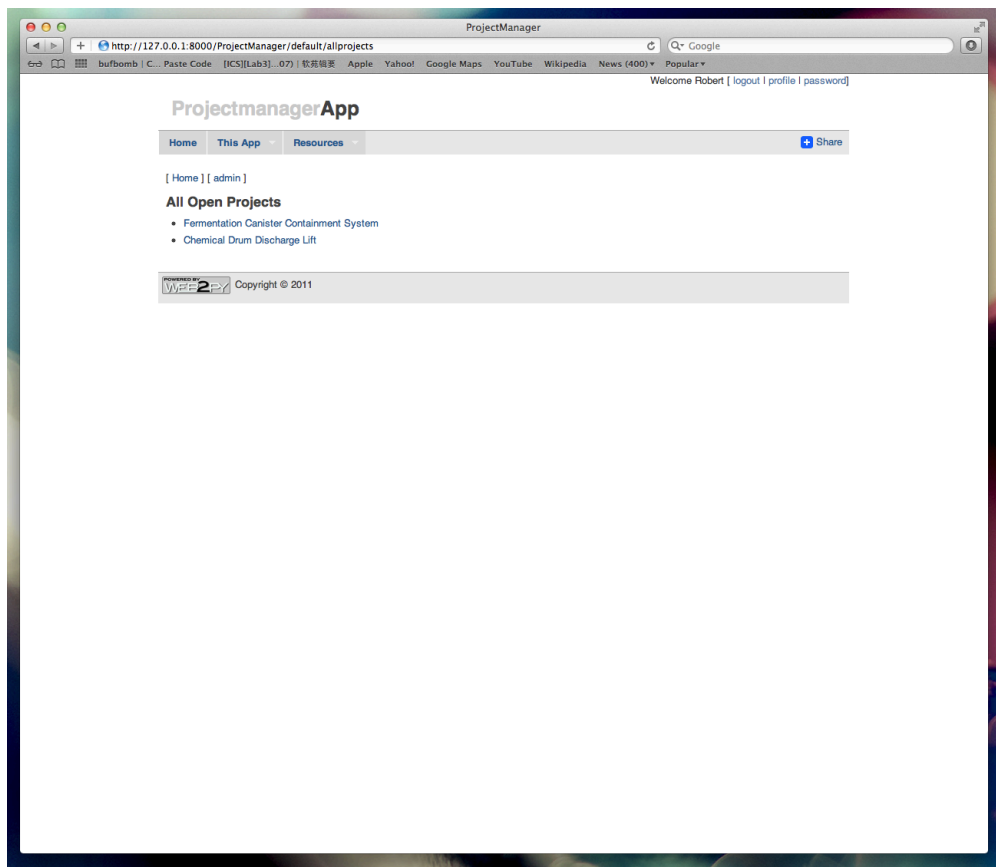 ProjectManager
http://127.0.0.1:8000/ProjectManager/default/allprojects
Google
bufbomb | C... Paste Code [ICS][Lab3]...07) | 软苑辑要 Apple Yahoo! Google Maps YouTube Wikipedia News (400) Popular
Welcome Robert [ logout | profile | password]
ProjectmanagerApp
Home This App Resources Share
[ Home ] [ admin ]
All Open Projects
• Fermentation Canister Containment System
• Chemical Drum Discharge Lift
POWERED BY
WEB2PY Copyright © 2011